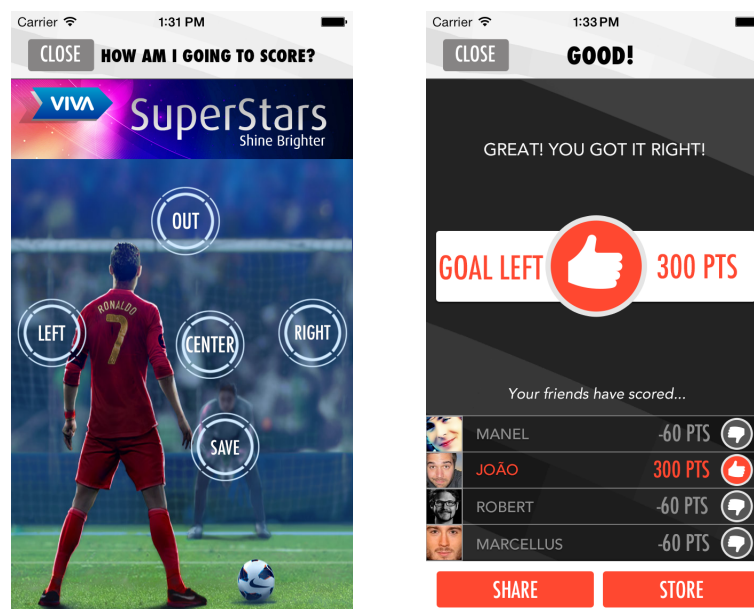 Carrier 1:31 PM
CLOSE HOW AM I GOING TO SCORE?
VIVA SuperStars
Shine Brighter
OUT
RONALDO
7
LEFT CENTER RIGHT
SAVE
Carrier 1:33 PM
CLOSE GOOD!
GREAT! YOU GOT IT RIGHT!
GOAL LEFT 300 PTS
Your friends have scored...
MANEL -60 PTS
JOÃO 300 PTS
ROBERT -60 PTS
MARCELLUS -60 PTS
SHARE STORE